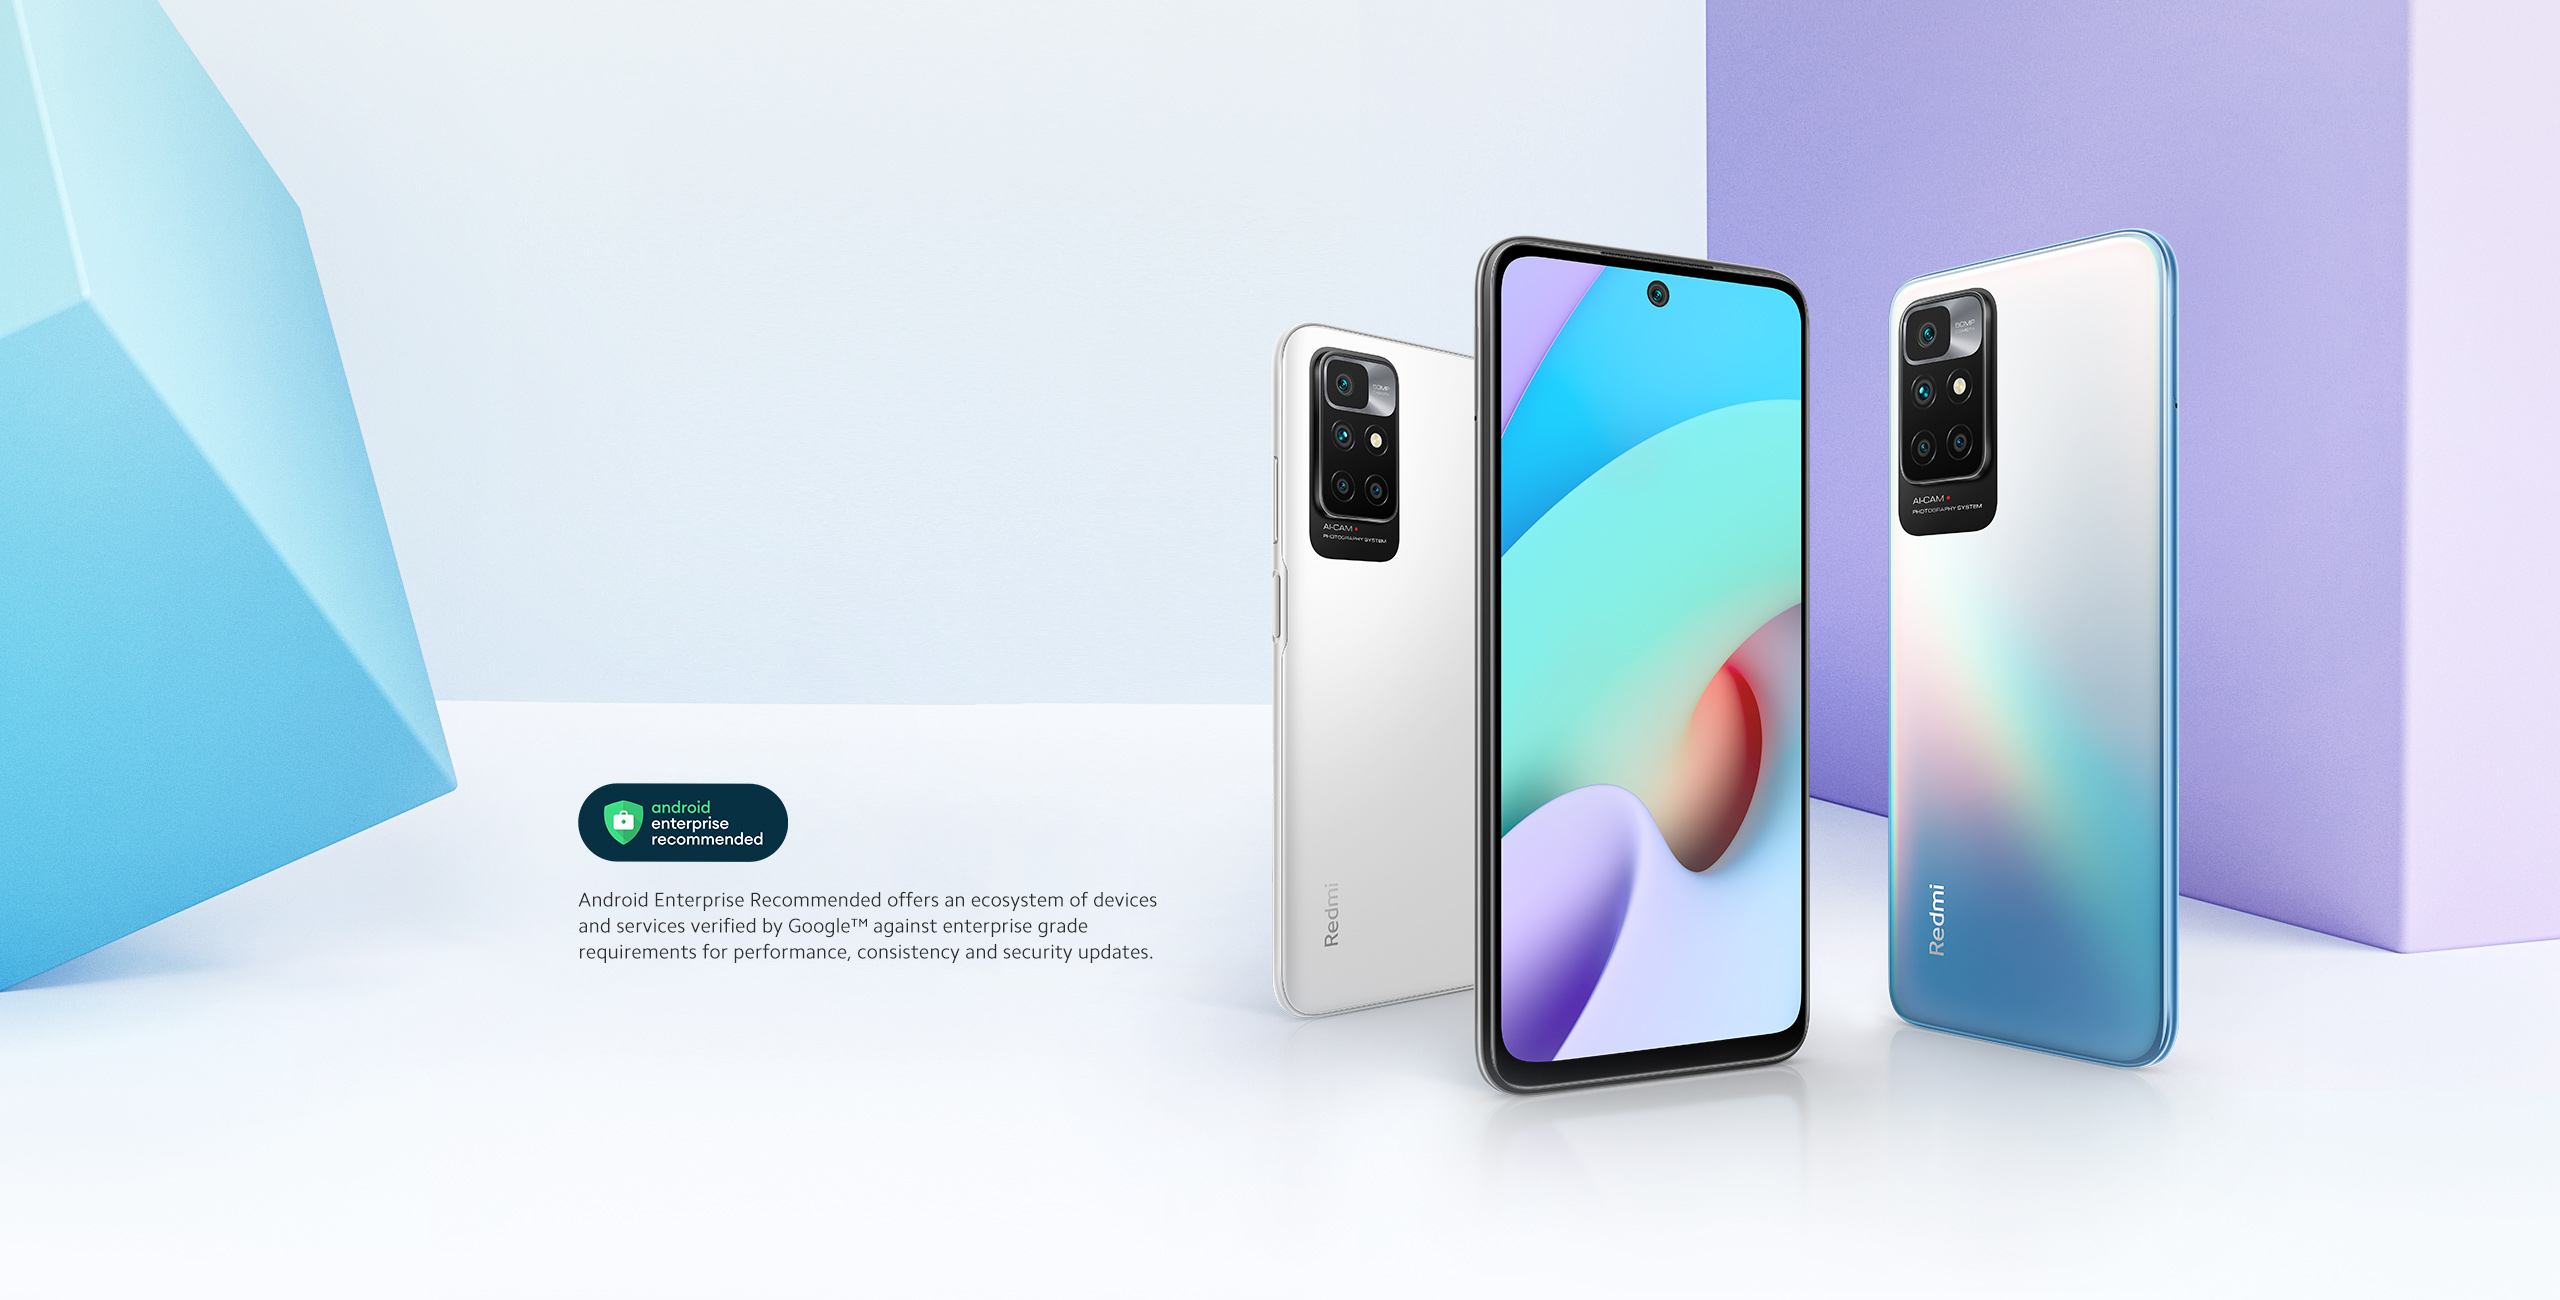 android
enterprise
recommended
Android Enterprise Recommended offers an ecosystem of devices
and services verified by Google™ against enterprise grade
requirements for performance, consistency and security updates.
50MP
AI-CAM
PHOTOGRAPHY SYSTEM
Redmi
50MP
AI-CAM
PHOTOGRAPHY SYSTEM
Redmi